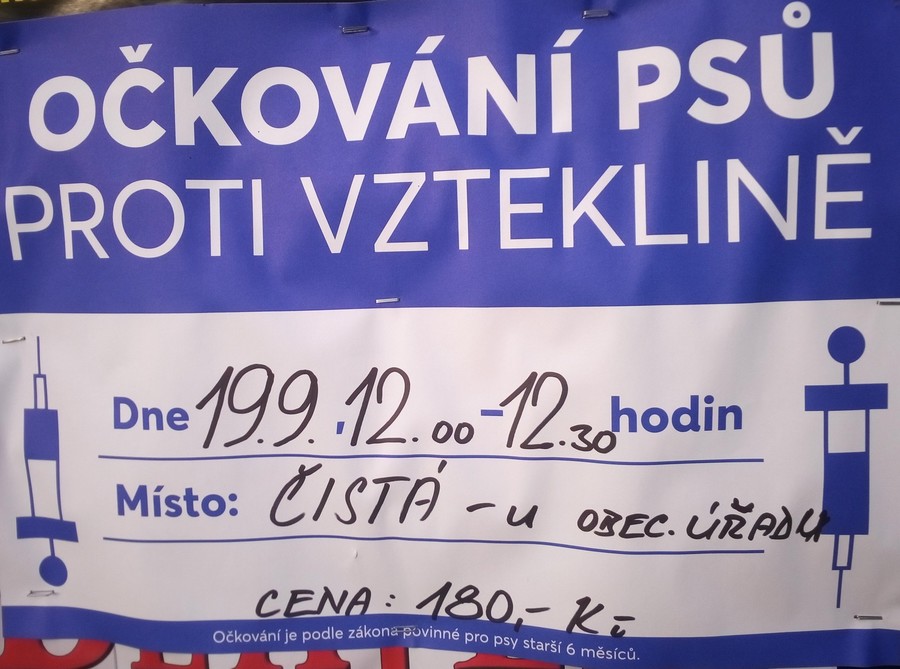 OČKOVÁNÍ PSŮ
PROTI VZTEKLINĚ
Dne 19.9. , 12.00 - 12.30 hodin
Místo: ČISTÁ - u OBEC. ÚŘADU
CENA: 180,- Kč
Očkování je podle zákona povinné pro psy starší 6 měsíců.